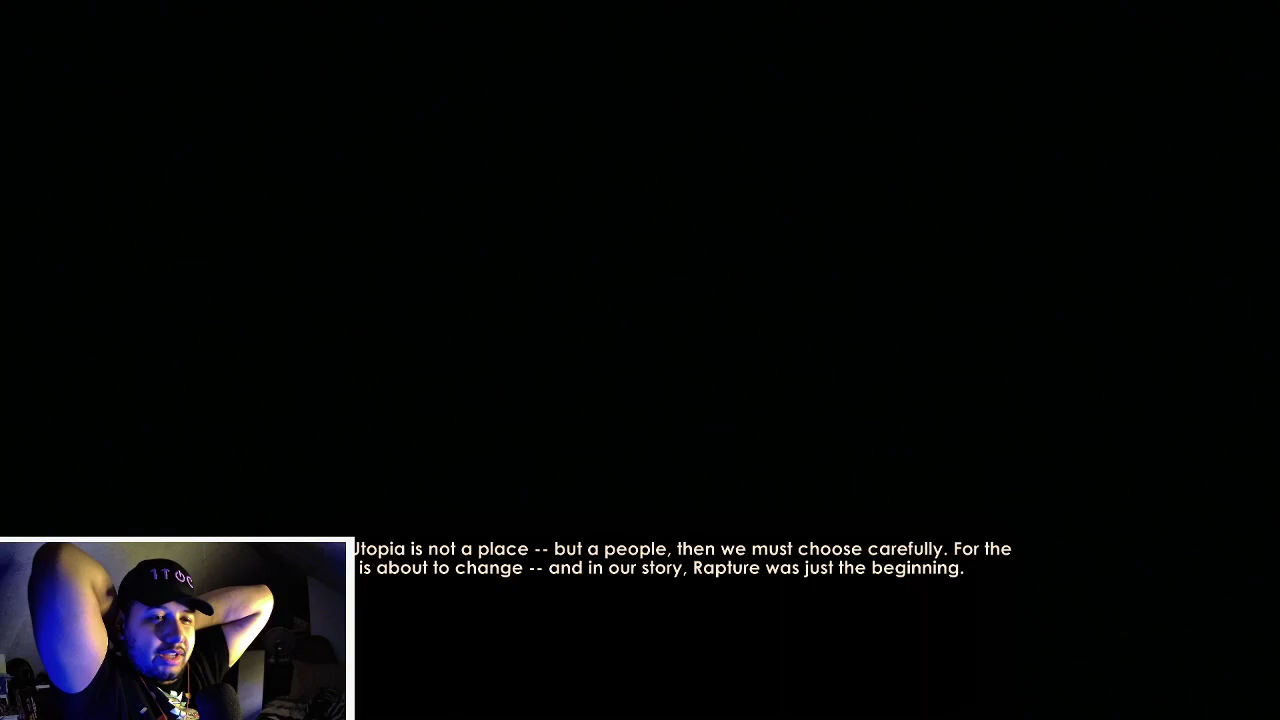 Utopia is not a place -- but a people, then we must choose carefully. For the
is about to change -- and in our story, Rapture was just the beginning.